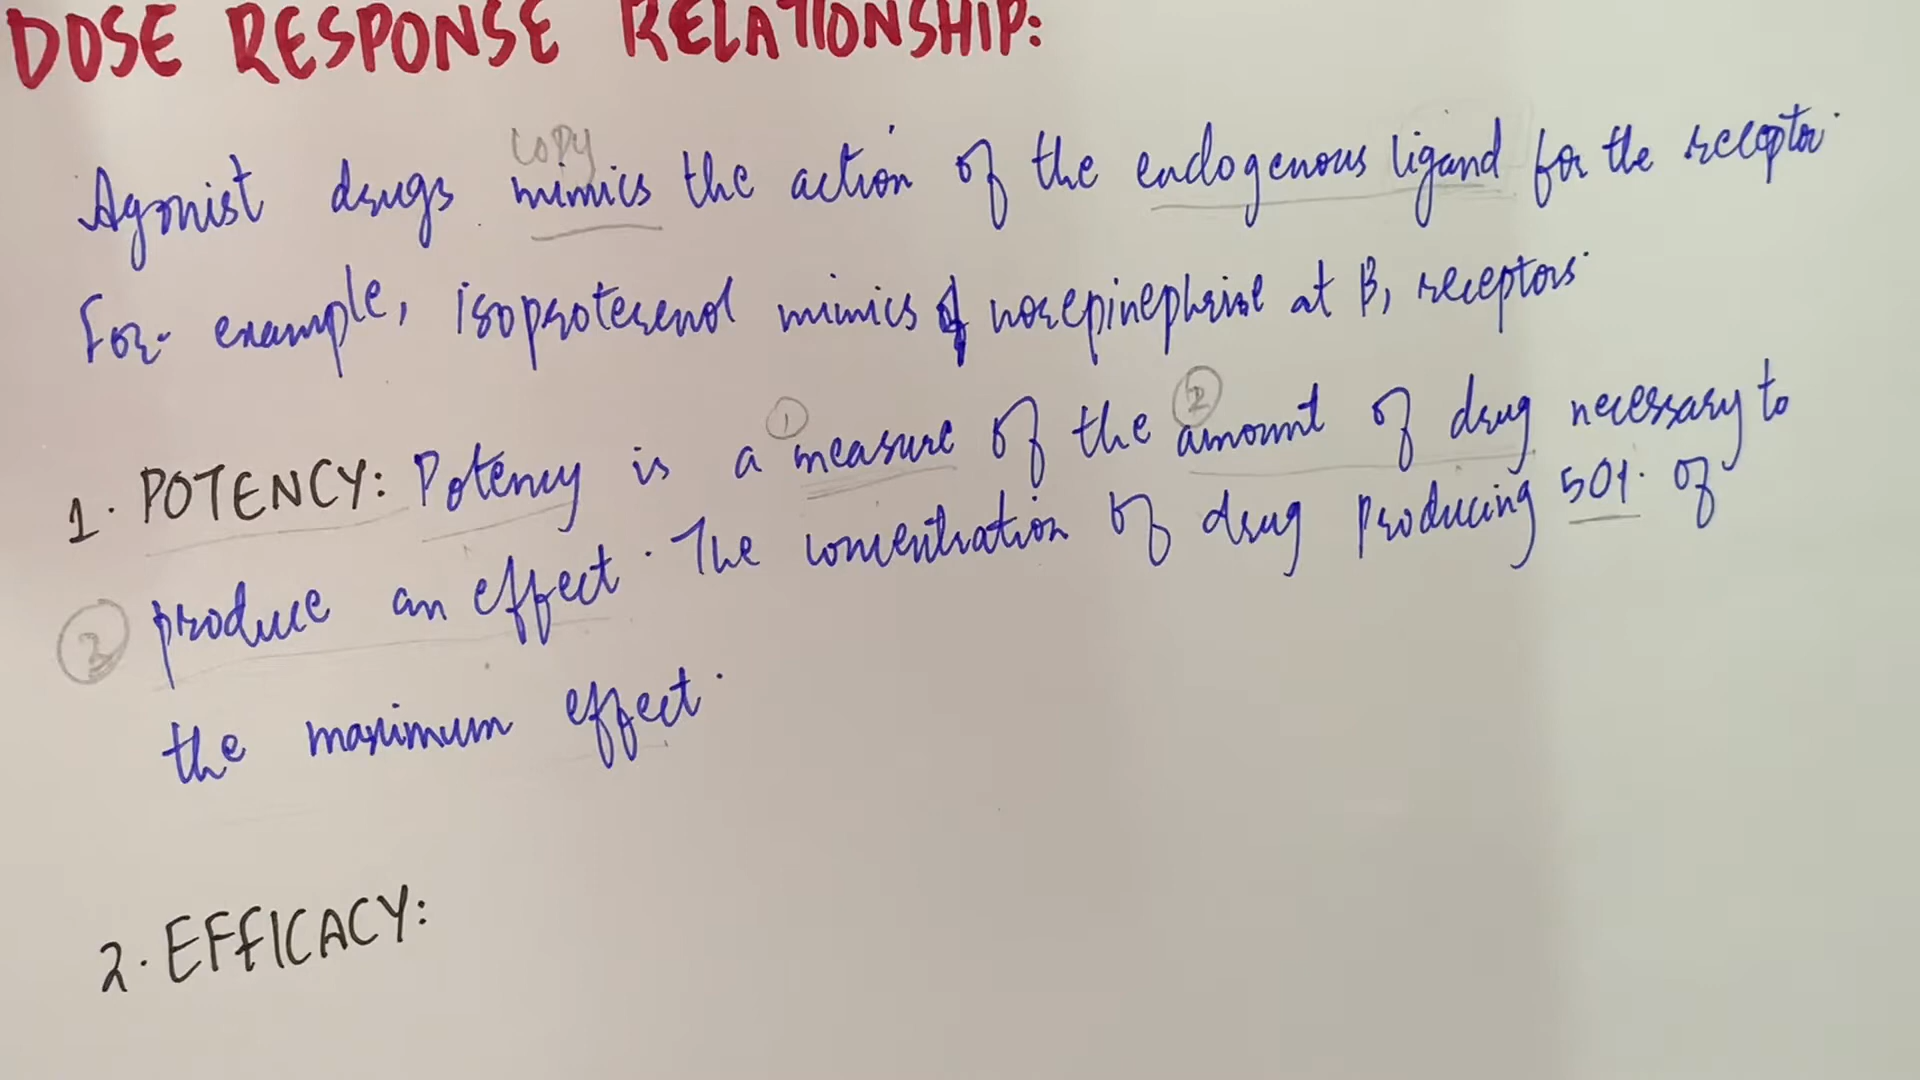 DOSE RESPONSE RELATIONSHIP:
copy
Agonist drugs mimics the action of the endogenous ligand for the receptor.
For example, isoproterenol mimics norepinephrine at β₁ receptors.
① ②
1. POTENCY: Potency is a measure of the amount of drug necessary to
③ produce an effect. The concentration of drug producing 50% of
the maximum effect.
2. EFFICACY: